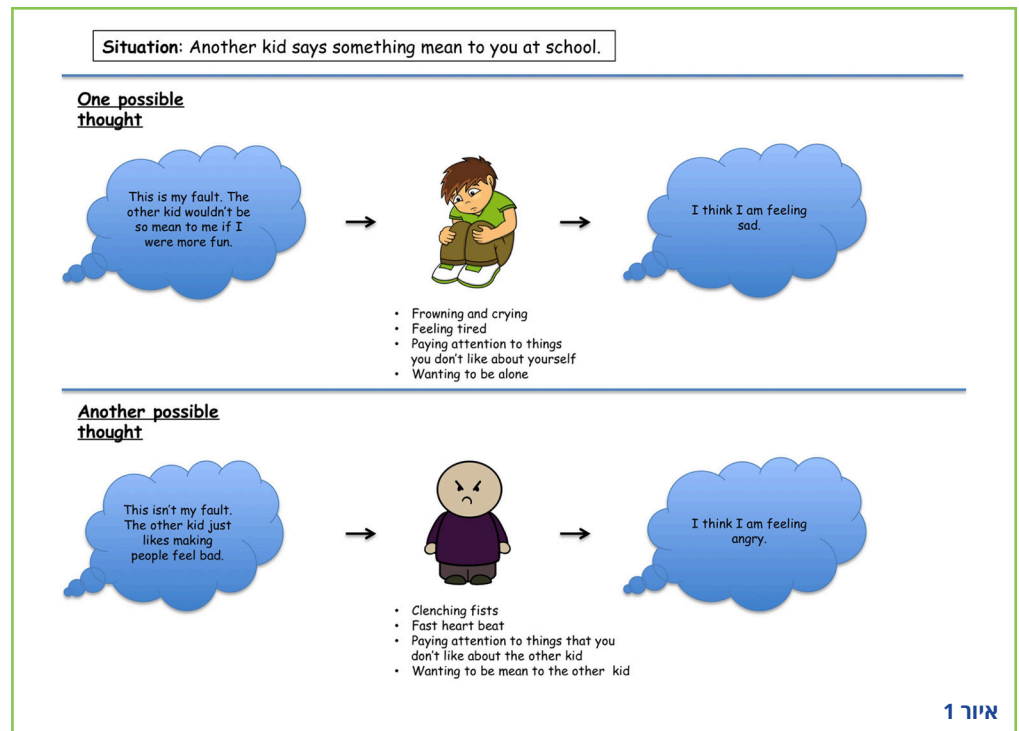 Situation: Another kid says something mean to you at school.
One possible
thought
This is my fault. The
other kid wouldn't be
so mean to me if I
were more fun.
I think I am feeling
sad.
• Frowning and crying
• Feeling tired
• Paying attention to things
you don't like about yourself
• Wanting to be alone
Another possible
thought
This isn't my fault.
The other kid just
likes making
people feel bad.
I think I am feeling
angry.
• Clenching fists
• Fast heart beat
• Paying attention to things that you
don't like about the other kid
• Wanting to be mean to the other kid
איור 1